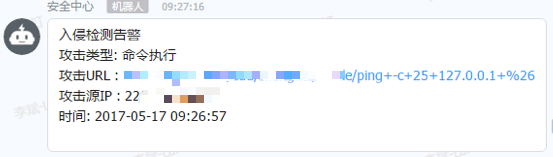 安全中心 机器人 09:27:16
入侵检测告警
攻击类型: 命令执行
攻击URL : le/ping+-c+25+127.0.0.1+%26
攻击源IP : 22
时间: 2017-05-17 09:26:57